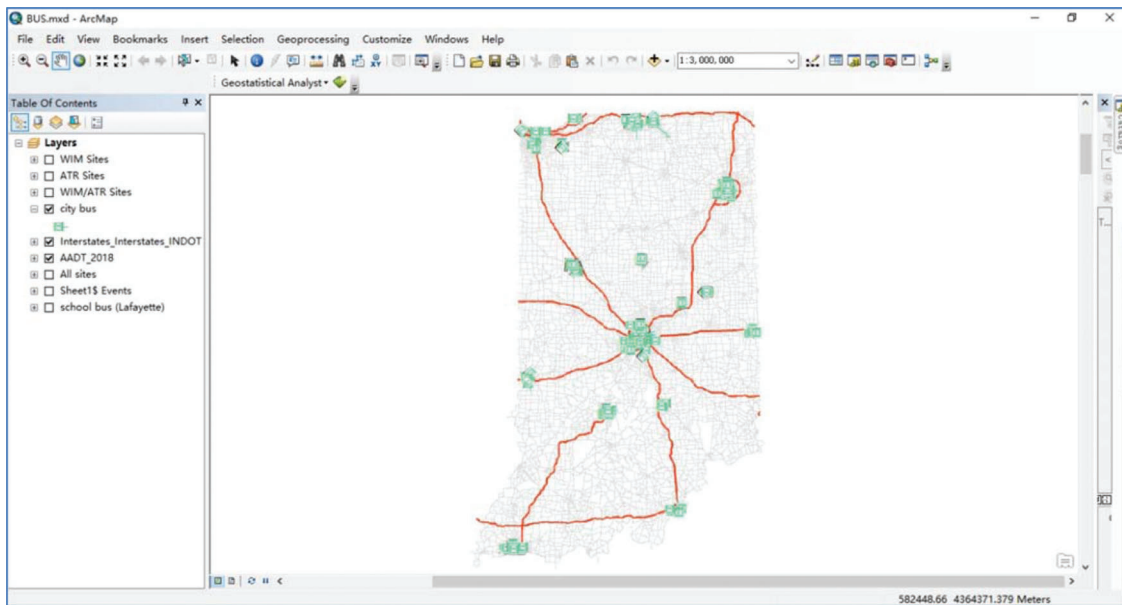 BUS.mxd - ArcMap
File Edit View Bookmarks Insert Selection Geoprocessing Customize Windows Help
1:3,000,000
Geostatistical Analyst
Table Of Contents
Layers
WIM Sites
ATR Sites
WIM/ATR Sites
city bus
Interstates_Interstates_INDOT
AADT_2018
All sites
Sheet1$ Events
school bus (Lafayette)
T...
582448.66 4364371.379 Meters